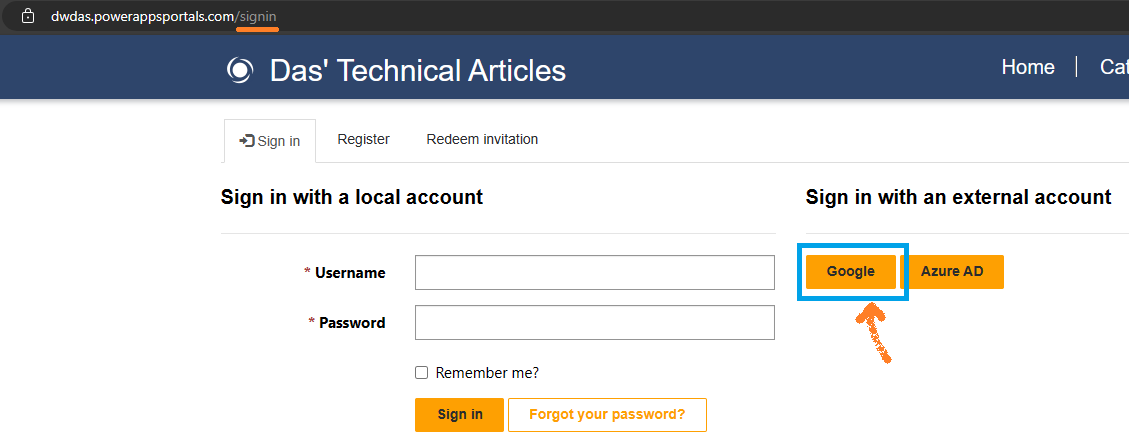 dwdas.powerappsportals.com/signin
Das' Technical Articles
Home | Cat
Sign in Register Redeem invitation
Sign in with a local account
Sign in with an external account
* Username
Google Azure AD
* Password
Remember me?
Sign in Forgot your password?